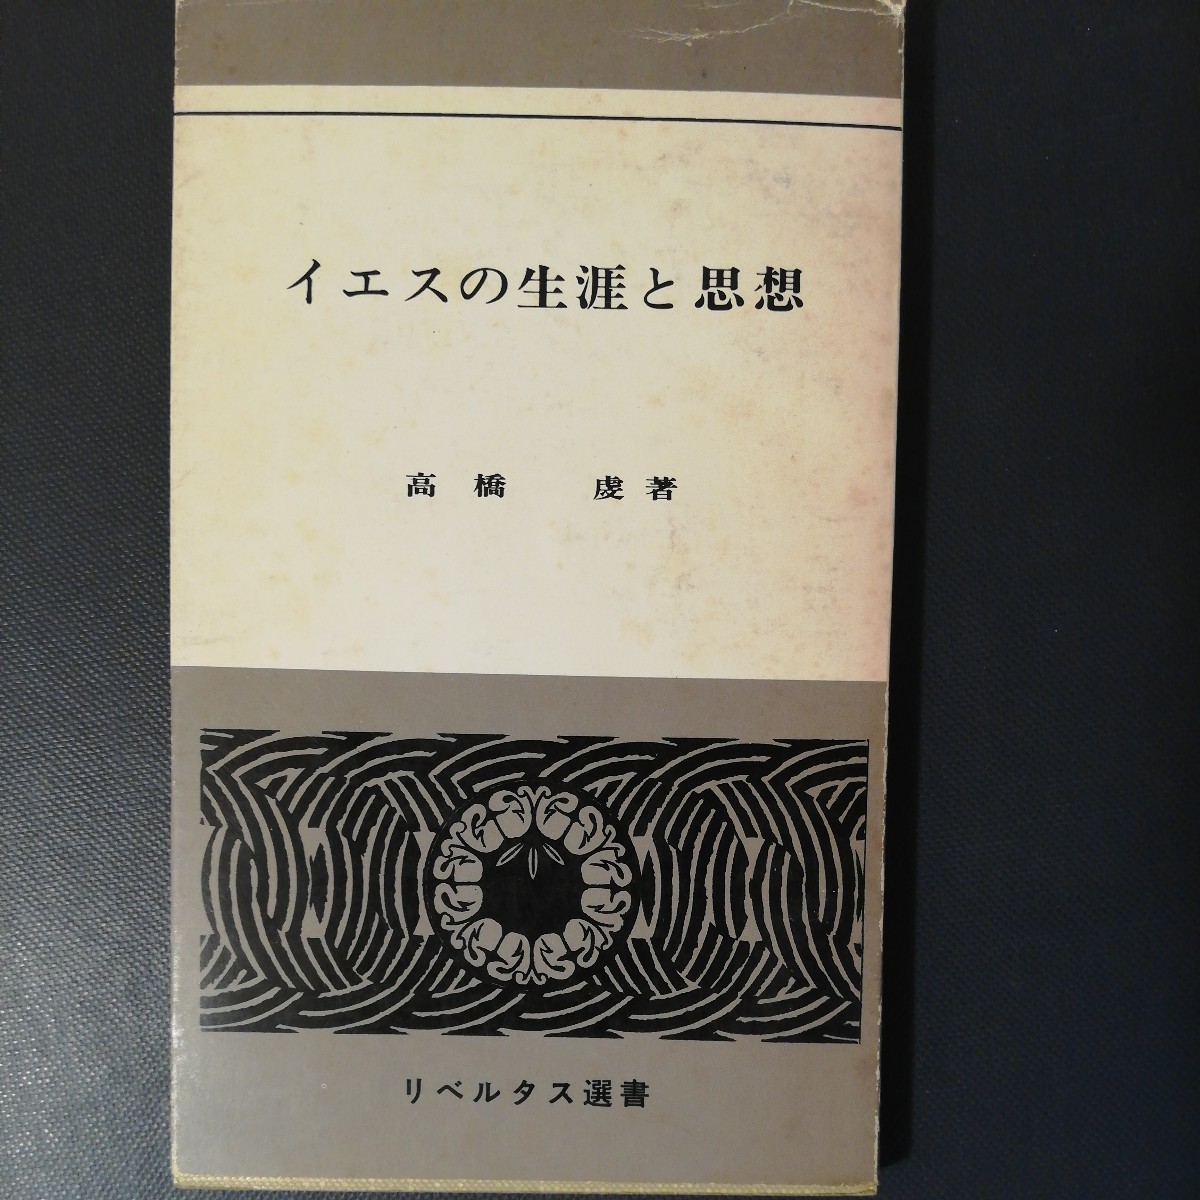 イエスの生涯と思想
高橋 虔著
リベルタス選書